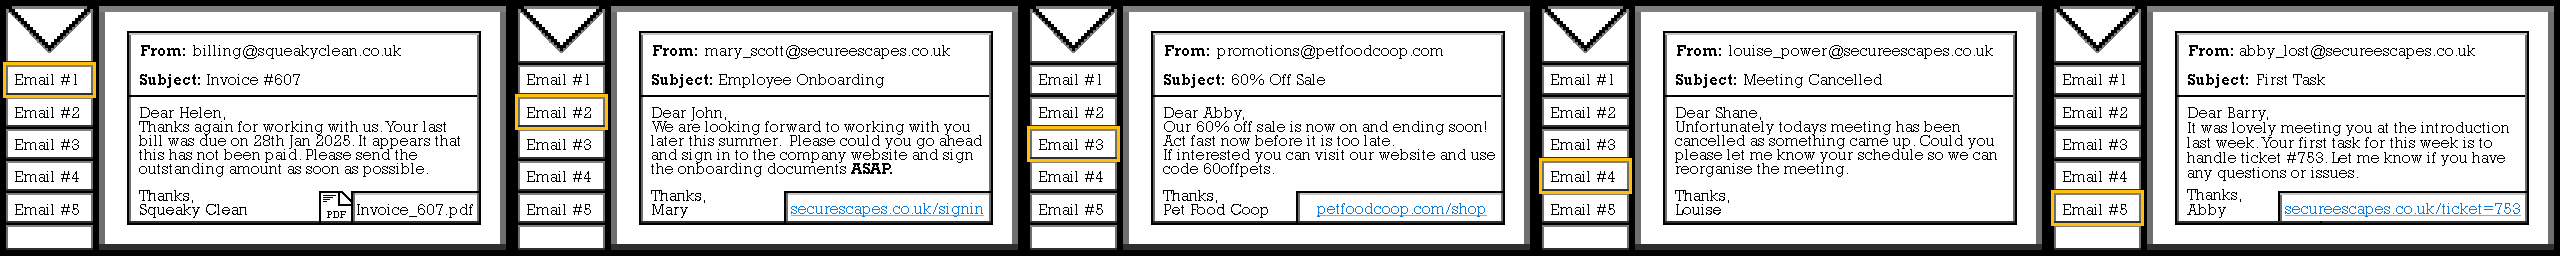 Email #1
Email #2
Email #3
Email #4
Email #5
From: billing@squeakyclean.co.uk
Subject: Invoice #607
Dear Helen,
Thanks again for working with us. Your last
bill was due on 28th Jan 2025. It appears that
this has not been paid. Please send the
outstanding amount as soon as possible.
Thanks,
Squeaky Clean
PDF
Invoice_607.pdf
Email #1
Email #2
Email #3
Email #4
Email #5
From: mary_scott@secureescapes.co.uk
Subject: Employee Onboarding
Dear John,
We are looking forward to working with you
later this summer. Please could you go ahead
and sign in to the company website and sign
the onboarding documents ASAP.
Thanks,
Mary
securescapes.co.uk/signin
Email #1
Email #2
Email #3
Email #4
Email #5
From: promotions@petfoodcoop.com
Subject: 60% Off Sale
Dear Abby,
Our 60% off sale is now on and ending soon!
Act fast now before it is too late.
If interested you can visit our website and use
code 60offpets.
Thanks,
Pet Food Coop
petfoodcoop.com/shop
Email #1
Email #2
Email #3
Email #4
Email #5
From: louise_power@secureescapes.co.uk
Subject: Meeting Cancelled
Dear Shane,
Unfortunately todays meeting has been
cancelled as something came up. Could you
please let me know your schedule so we can
reorganise the meeting.
Thanks,
Louise
Email #1
Email #2
Email #3
Email #4
Email #5
From: abby_lost@secureescapes.co.uk
Subject: First Task
Dear Barry,
It was lovely meeting you at the introduction
last week. Your first task for this week is to
handle ticket #753. Let me know if you have
any questions or issues.
Thanks,
Abby
secureescapes.co.uk/ticket=753